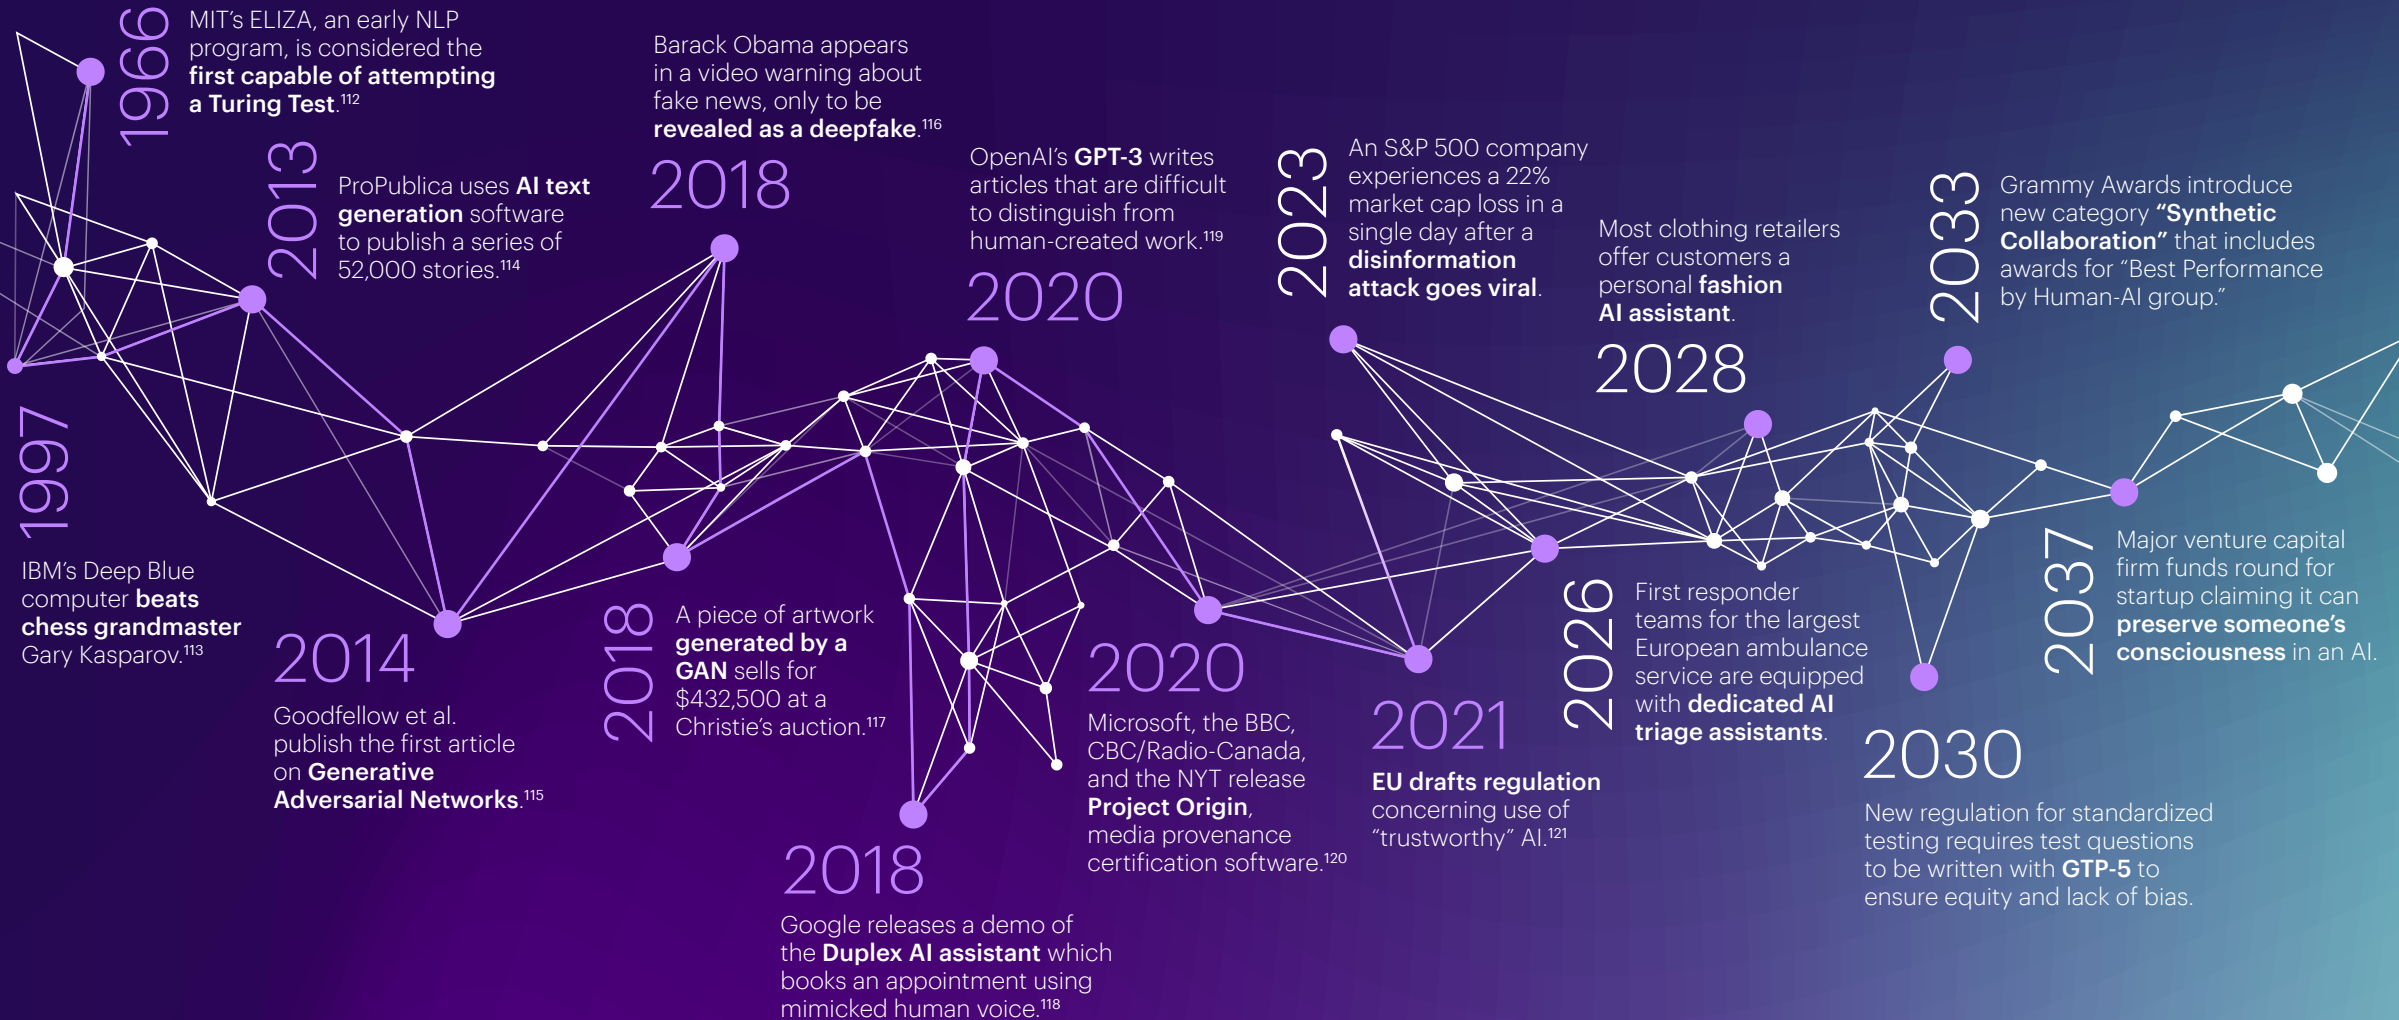 1966
MIT’s ELIZA, an early NLP
program, is considered the
first capable of attempting
a Turing Test.112
1997
IBM’s Deep Blue
computer beats
chess grandmaster
Gary Kasparov.113
2013
ProPublica uses AI text
generation software
to publish a series of
52,000 stories.114
2014
Goodfellow et al.
publish the first article
on Generative
Adversarial Networks.115
Barack Obama appears
in a video warning about
fake news, only to be
revealed as a deepfake.116
2018
2018
A piece of artwork
generated by a
GAN sells for
$432,500 at a
Christie’s auction.117
2018
Google releases a demo of
the Duplex AI assistant which
books an appointment using
mimicked human voice.118
OpenAI’s GPT-3 writes
articles that are difficult
to distinguish from
human-created work.119
2020
2020
Microsoft, the BBC,
CBC/Radio-Canada,
and the NYT release
Project Origin,
media provenance
certification software.120
2021
EU drafts regulation
concerning use of
“trustworthy” AI.121
2023
An S&P 500 company
experiences a 22%
market cap loss in a
single day after a
disinformation
attack goes viral.
2026
First responder
teams for the largest
European ambulance
service are equipped
with dedicated AI
triage assistants.
Most clothing retailers
offer customers a
personal fashion
AI assistant.
2028
2030
New regulation for standardized
testing requires test questions
to be written with GTP-5 to
ensure equity and lack of bias.
2033
Grammy Awards introduce
new category “Synthetic
Collaboration” that includes
awards for “Best Performance
by Human-AI group.”
2037
Major venture capital
firm funds round for
startup claiming it can
preserve someone’s
consciousness in an AI.